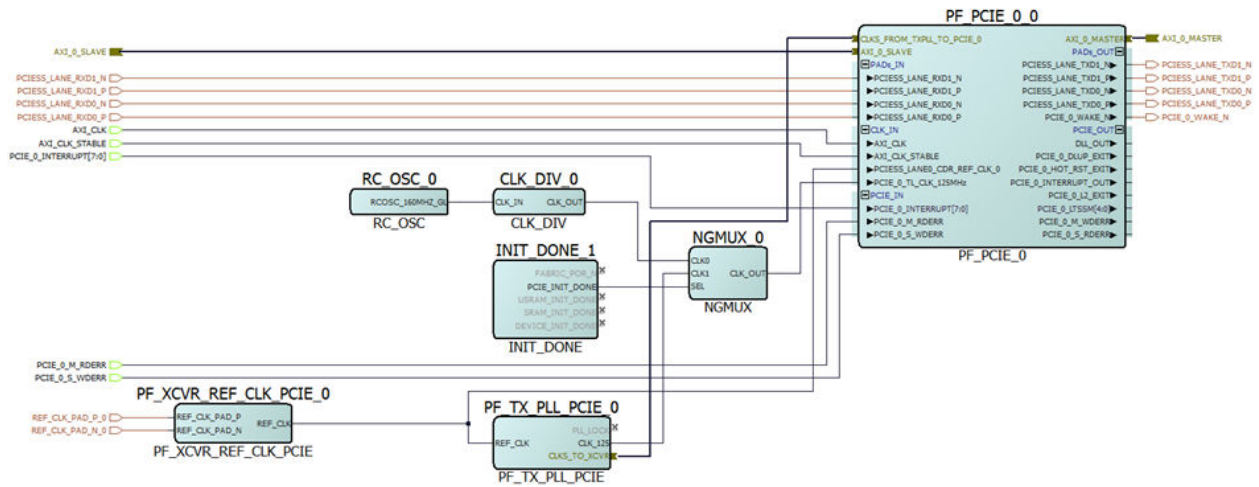 PF_PCIE_0_0
AXI_0_SLAVE
CLKS_FROM_TXPLL_TO_PCIE_0
AXI_0_MASTER
AXI_0_MASTER
AXI_0_SLAVE
PADs_OUT
PADs_IN
PCIESS_LANE_TXD1_N
PCIESS_LANE_TXD1_N
PCIESS_LANE_RXD1_N
PCIESS_LANE_RXD1_N
PCIESS_LANE_TXD1_P
PCIESS_LANE_TXD1_P
PCIESS_LANE_RXD1_P
PCIESS_LANE_RXD1_P
PCIESS_LANE_TXD0_N
PCIESS_LANE_TXD0_N
PCIESS_LANE_RXD0_N
PCIESS_LANE_RXD0_N
PCIESS_LANE_TXD0_P
PCIESS_LANE_TXD0_P
PCIESS_LANE_RXD0_P
PCIESS_LANE_RXD0_P
PCIE_0_WAKE_N
PCIE_0_WAKE_N
AXI_CLK
CLK_IN
PCIE_OUT
AXI_CLK_STABLE
AXI_CLK
DLL_OUT
PCIE_0_INTERRUPT[7:0]
AXI_CLK_STABLE
PCIE_0_DLUP_EXIT
PCIESS_LANE0_CDR_REF_CLK_0
PCIE_0_HOT_RST_EXIT
PCIE_0_TL_CLK_125MHz
PCIE_0_INTERRUPT_OUT
PCIE_IN
PCIE_0_L2_EXIT
PCIE_0_INTERRUPT[7:0]
PCIE_0_LTSSM[4:0]
PCIE_0_M_RDERR
PCIE_0_M_WDERR
PCIE_0_S_WDERR
PCIE_0_S_RDERR
PF_PCIE_0
RC_OSC_0
RCOSC_160MHZ_GL
RC_OSC
CLK_DIV_0
CLK_IN
CLK_OUT
CLK_DIV
INIT_DONE_1
FABRIC_POR_N
PCIE_INIT_DONE
USRAM_INIT_DONE
SRAM_INIT_DONE
DEVICE_INIT_DONE
INIT_DONE
NGMUX_0
CLK0
CLK1
CLK_OUT
SEL
NGMUX
PCIE_0_M_RDERR
PCIE_0_S_WDERR
PF_XCVR_REF_CLK_PCIE_0
REF_CLK_PAD_P_0
REF_CLK_PAD_P
REF_CLK
REF_CLK_PAD_N_0
REF_CLK_PAD_N
PF_XCVR_REF_CLK_PCIE
PF_TX_PLL_PCIE_0
PLL_LOCK
REF_CLK
CLK_125
CLKS_TO_XCVR
PF_TX_PLL_PCIE